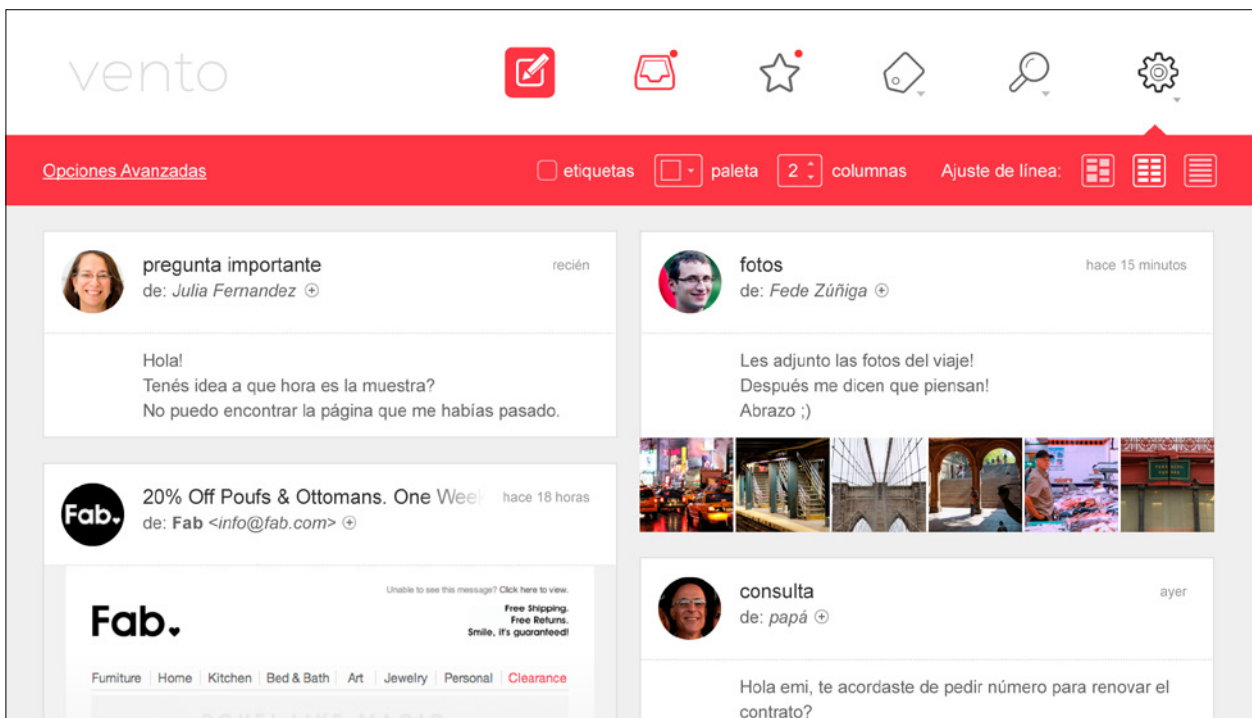 vento
Opciones Avanzadas
etiquetas
paleta
2
columnas
Ajuste de línea:
pregunta importante
recién
de: Julia Fernandez
Hola!
Tenés idea a que hora es la muestra?
No puedo encontrar la página que me habías pasado.
20% Off Poufs & Ottomans. One Week
hace 18 horas
Fab.
de: Fab <info@fab.com>
Unable to see this message? Click here to view.
Fab.
Free Shipping.
Free Returns.
Smile, it's guaranteed!
Furniture Home Kitchen Bed & Bath Art Jewelry Personal Clearance
fotos
hace 15 minutos
de: Fede Zúñiga
Les adjunto las fotos del viaje!
Después me dicen que piensan!
Abrazo ;)
consulta
ayer
de: papá
Hola emi, te acordaste de pedir número para renovar el
contrato?